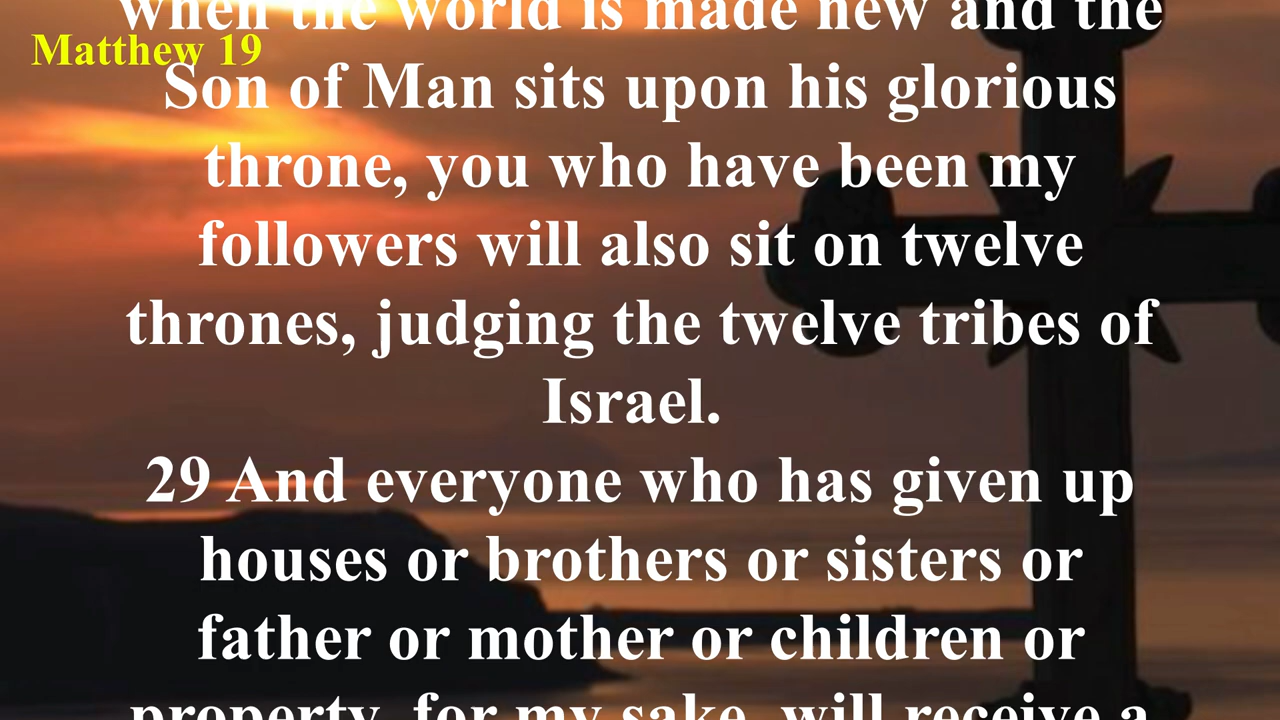 when the world is made new and the
Matthew 19
Son of Man sits upon his glorious
throne, you who have been my
followers will also sit on twelve
thrones, judging the twelve tribes of
Israel.
29 And everyone who has given up
houses or brothers or sisters or
father or mother or children or
property, for my sake, will receive a